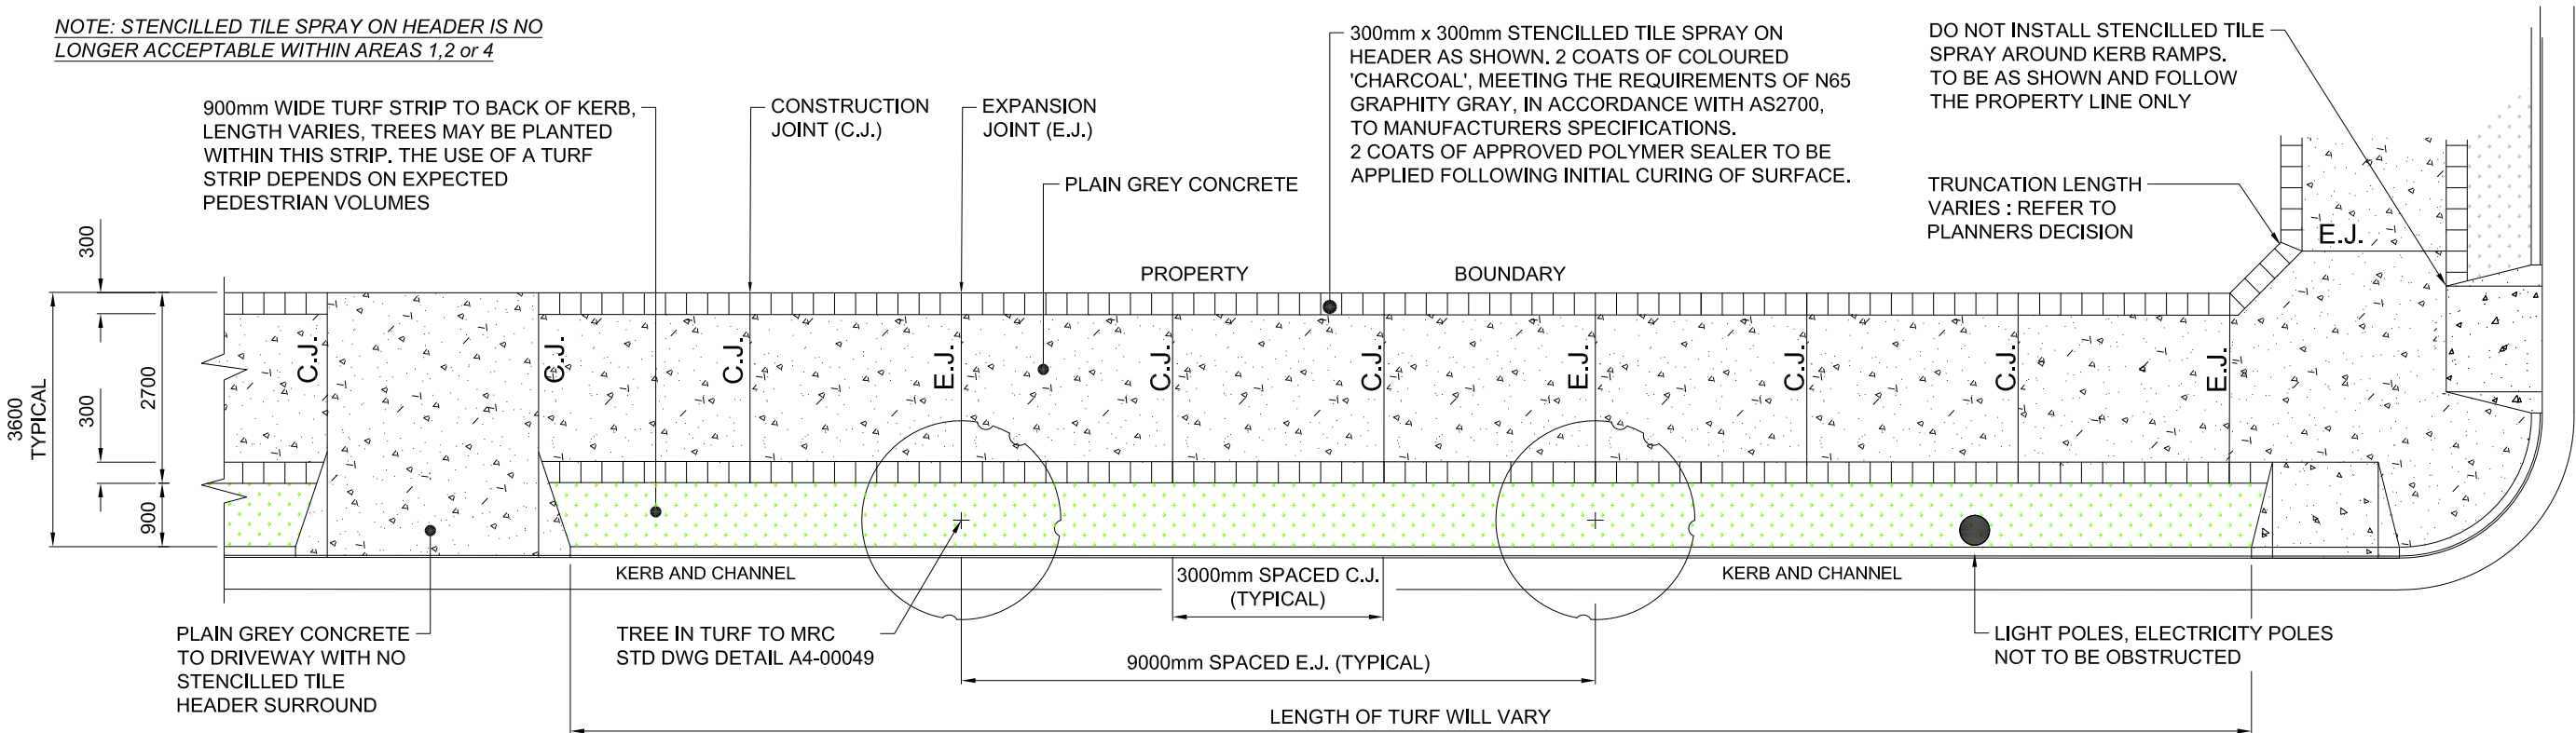 NOTE: STENCILLED TILE SPRAY ON HEADER IS NO
LONGER ACCEPTABLE WITHIN AREAS 1,2 or 4
900mm WIDE TURF STRIP TO BACK OF KERB,
LENGTH VARIES, TREES MAY BE PLANTED
WITHIN THIS STRIP. THE USE OF A TURF
STRIP DEPENDS ON EXPECTED
PEDESTRIAN VOLUMES
CONSTRUCTION
JOINT (C.J.)
EXPANSION
JOINT (E.J.)
PLAIN GREY CONCRETE
300mm x 300mm STENCILLED TILE SPRAY ON
HEADER AS SHOWN. 2 COATS OF COLOURED
'CHARCOAL', MEETING THE REQUIREMENTS OF N65
GRAPHITY GRAY, IN ACCORDANCE WITH AS2700,
TO MANUFACTURERS SPECIFICATIONS.
2 COATS OF APPROVED POLYMER SEALER TO BE
APPLIED FOLLOWING INITIAL CURING OF SURFACE.
DO NOT INSTALL STENCILLED TILE
SPRAY AROUND KERB RAMPS.
TO BE AS SHOWN AND FOLLOW
THE PROPERTY LINE ONLY
TRUNCATION LENGTH
VARIES : REFER TO
PLANNERS DECISION
E.J.
PROPERTY BOUNDARY
300
3600
TYPICAL
300
2700
900
C.J.
C.J.
C.J.
E.J.
C.J.
C.J.
E.J.
C.J.
C.J.
E.J.
KERB AND CHANNEL
3000mm SPACED C.J.
(TYPICAL)
KERB AND CHANNEL
PLAIN GREY CONCRETE
TO DRIVEWAY WITH NO
STENCILLED TILE
HEADER SURROUND
TREE IN TURF TO MRC
STD DWG DETAIL A4-00049
9000mm SPACED E.J. (TYPICAL)
LIGHT POLES, ELECTRICITY POLES
NOT TO BE OBSTRUCTED
LENGTH OF TURF WILL VARY